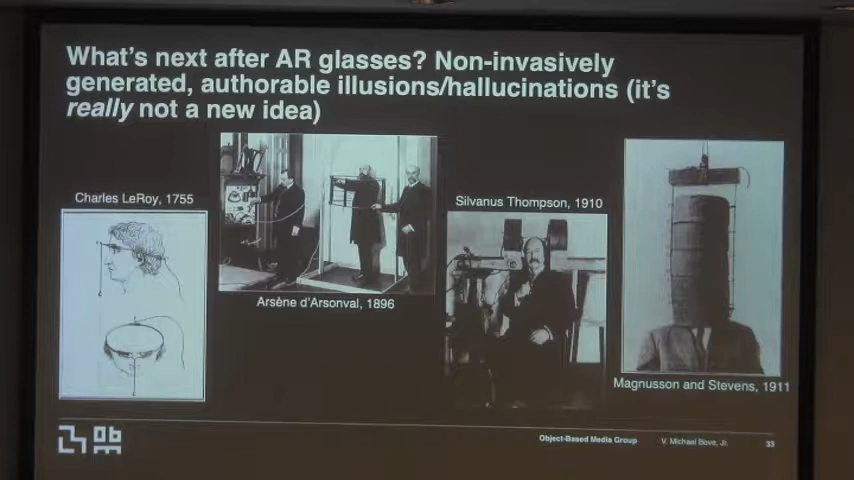 What's next after AR glasses? Non-invasively
generated, authorable illusions/hallucinations (it's
really not a new idea)
Charles LeRoy, 1755
Arsène d'Arsonval, 1896
Silvanus Thompson, 1910
Magnusson and Stevens, 1911
Object-Based Media Group
V. Michael Bove, Jr.
33